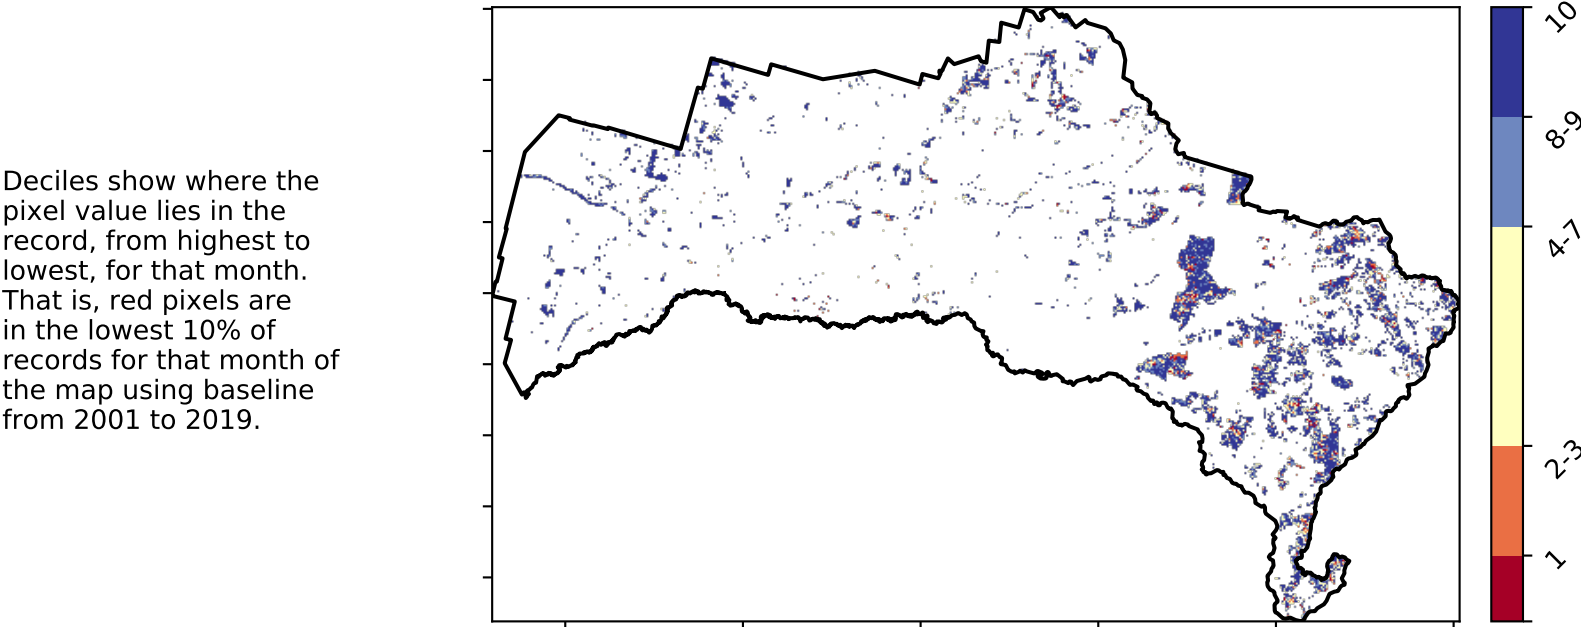 Deciles show where the
pixel value lies in the
record, from highest to
lowest, for that month.
That is, red pixels are
in the lowest 10% of
records for that month of
the map using baseline
from 2001 to 2019.
10
8-9
4-7
2-3
1